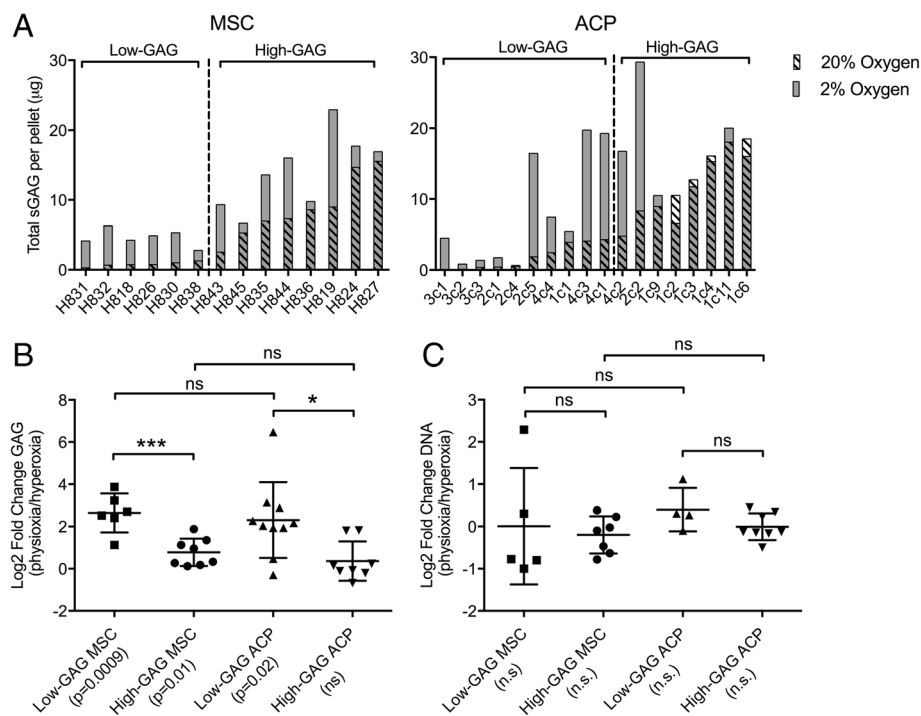 A
MSC
ACP
Low-GAG
High-GAG
Low-GAG
High-GAG
20% Oxygen
2% Oxygen
Total sGAG per pellet (µg)
30
20
10
0
30
20
10
0
H831
H832
H818
H826
H830
H838
H843
H845
H835
H844
H836
H819
H824
H827
3c1
3c2
3c3
2c1
2c4
2c5
4c4
1c1
4c3
4c1
4c2
2c2
1c9
1c2
1c3
1c4
1c11
1c6
B
ns
ns
***
*
Log2 Fold Change GAG
(physioxia/hyperoxia)
8
6
4
2
0
-2
Low-GAG MSC
(p=0.0009)
High-GAG MSC
(p=0.01)
Low-GAG ACP
(p=0.02)
High-GAG ACP
(ns)
C
ns
ns
ns
ns
Log2 Fold Change DNA
(physioxia/hyperoxia)
3
2
1
0
-1
-2
Low-GAG MSC
(n.s)
High-GAG MSC
(n.s.)
Low-GAG ACP
(n.s.)
High-GAG ACP
(n.s.)